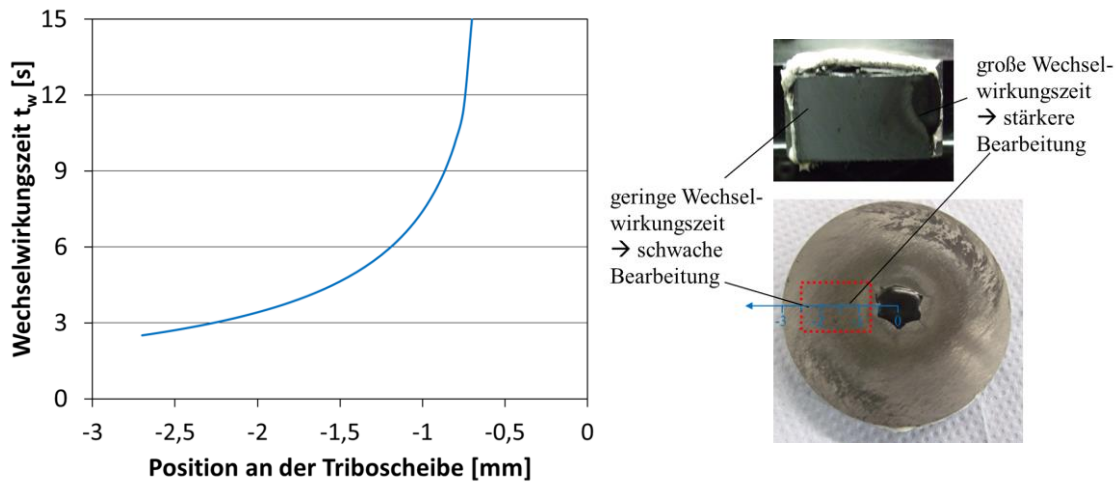 15
12
9
6
3
0
Wechselwirkungszeit t_w [s]
-3
-2,5
-2
-1,5
-1
-0,5
0
Position an der Triboscheibe [mm]
große Wechsel-
wirkungszeit
→ stärkere
Bearbeitung
geringe Wechsel-
wirkungszeit
→ schwache
Bearbeitung
-3
0